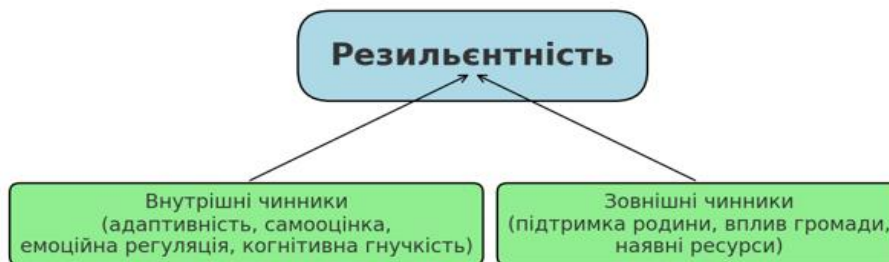 Резильєнтність
Внутрішні чинники
(адаптивність, самооцінка,
емоційна регуляція, когнітивна гнучкість)
Зовнішні чинники
(підтримка родини, вплив громади,
наявні ресурси)